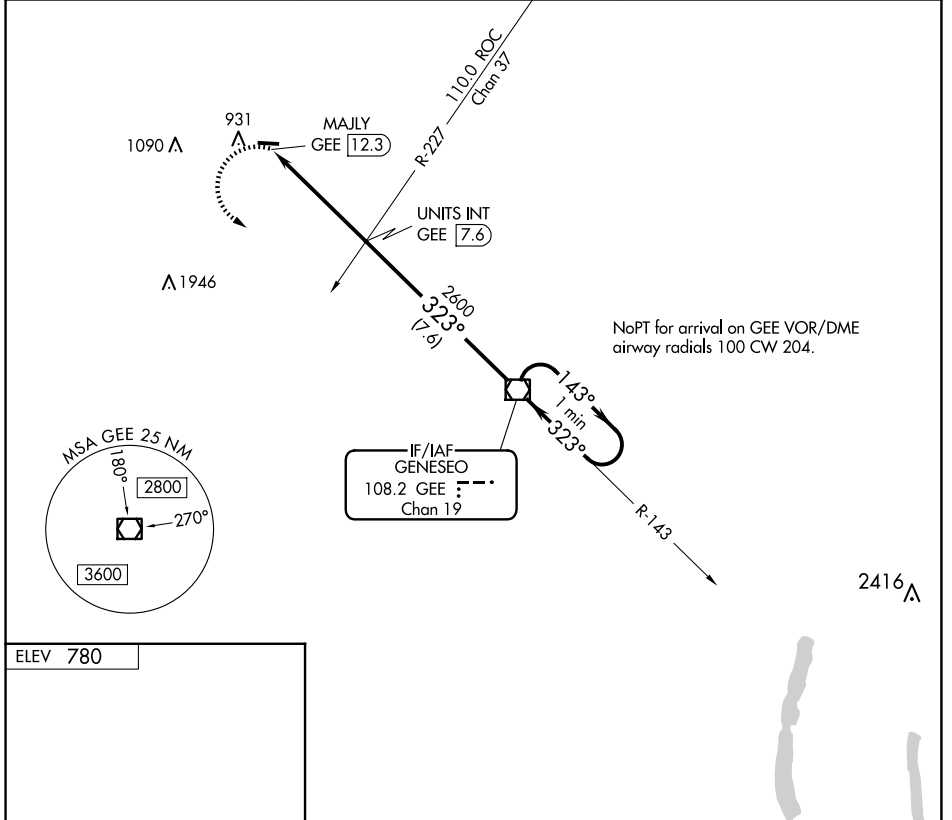 110.0 ROC
Chan 37
R-227
931
1090
MAJLY
GEE 12.3
UNITS INT
GEE 7.6
1946
2600
323°
(7.6)
NoPT for arrival on GEE VOR/DME
airway radials 100 CW 204.
143°
1 min
323°
MSA GEE 25 NM
180°
2800
270°
3600
IF/IAF
GENESEO
108.2 GEE
Chan 19
R-143
2416
ELEV 780